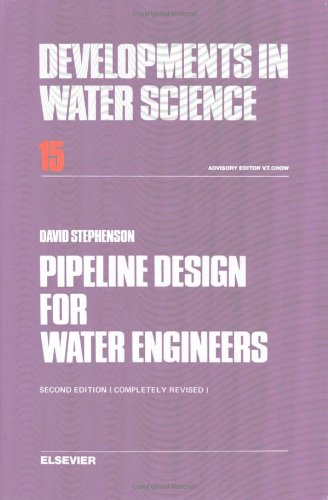 DEVELOPMENTS IN
WATER SCIENCE
15
ADVISORY EDITOR V.T. CHOW
DAVID STEPHENSON
PIPELINE DESIGN
FOR
WATER ENGINEERS
SECOND EDITION ( COMPLETELY REVISED )
ELSEVIER